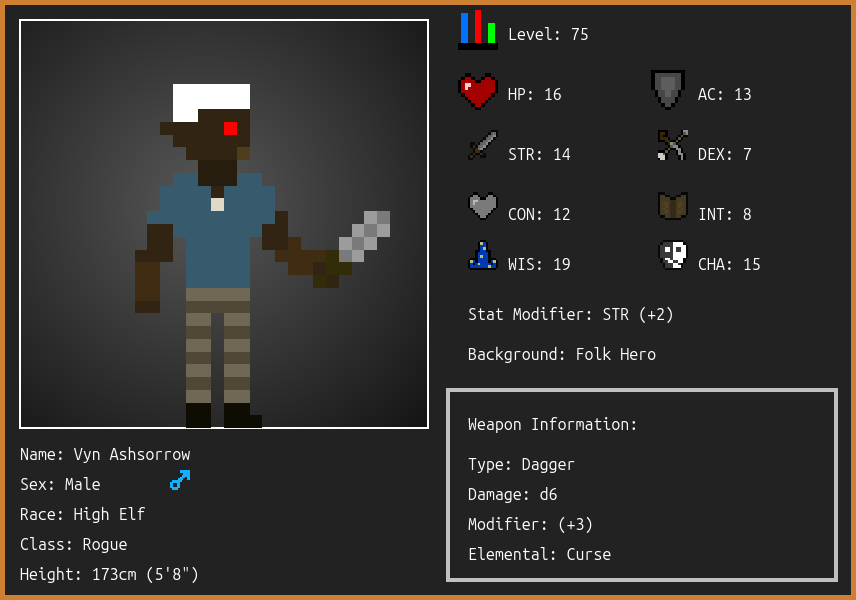 Level: 75
HP: 16
AC: 13
STR: 14
DEX: 7
CON: 12
INT: 8
WIS: 19
CHA: 15
Stat Modifier: STR (+2)
Background: Folk Hero
Weapon Information:
Type: Dagger
Damage: d6
Modifier: (+3)
Elemental: Curse
Name: Vyn Ashsorrow
Sex: Male
Race: High Elf
Class: Rogue
Height: 173cm (5'8")